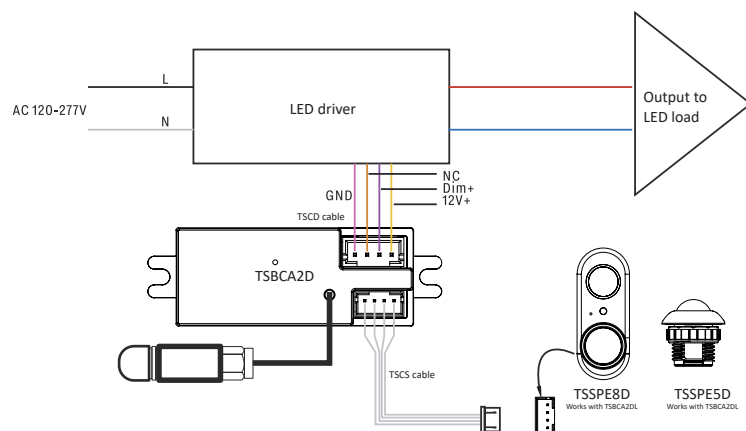 L
AC 120-277V
N
LED driver
Output to
LED load
NC
Dim+
12V+
GND
TSCD cable
TSBCA2D
TSCS cable
TSSPE8D
Works with TSBCA2DL
TSSPE5D
Works with TSBCA2DL